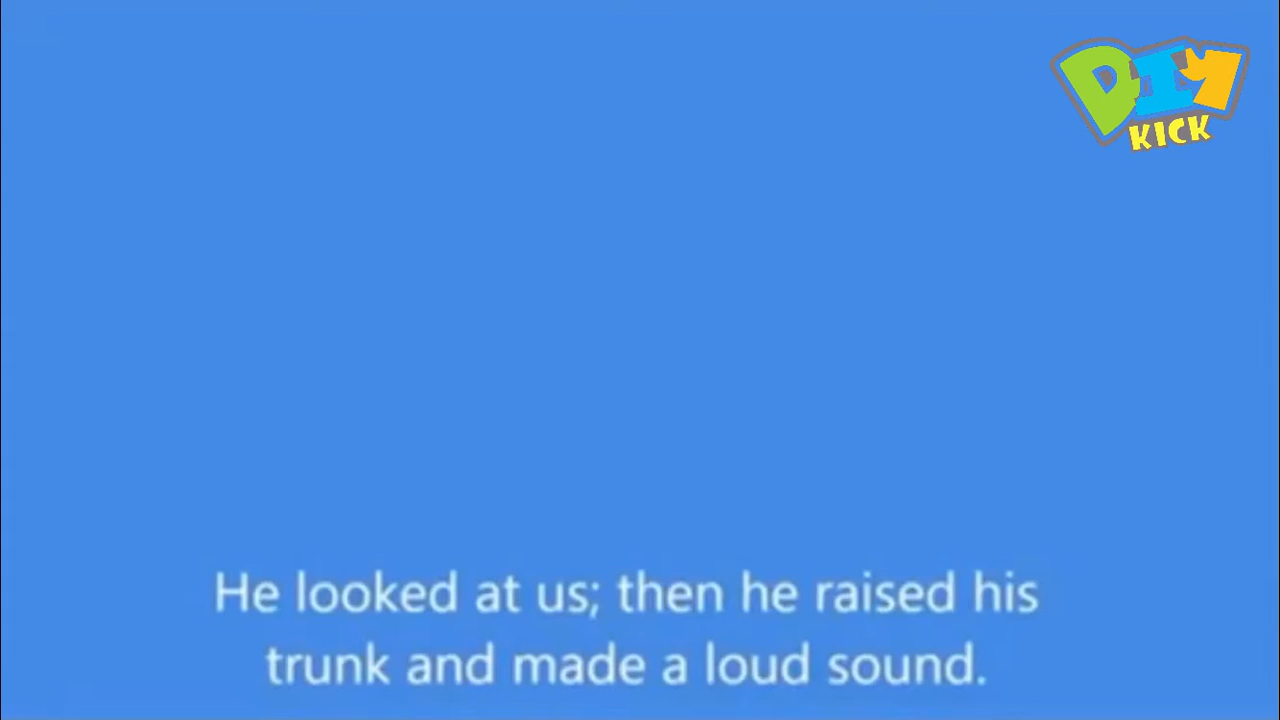 DIY
KICK
He looked at us; then he raised his
trunk and made a loud sound.